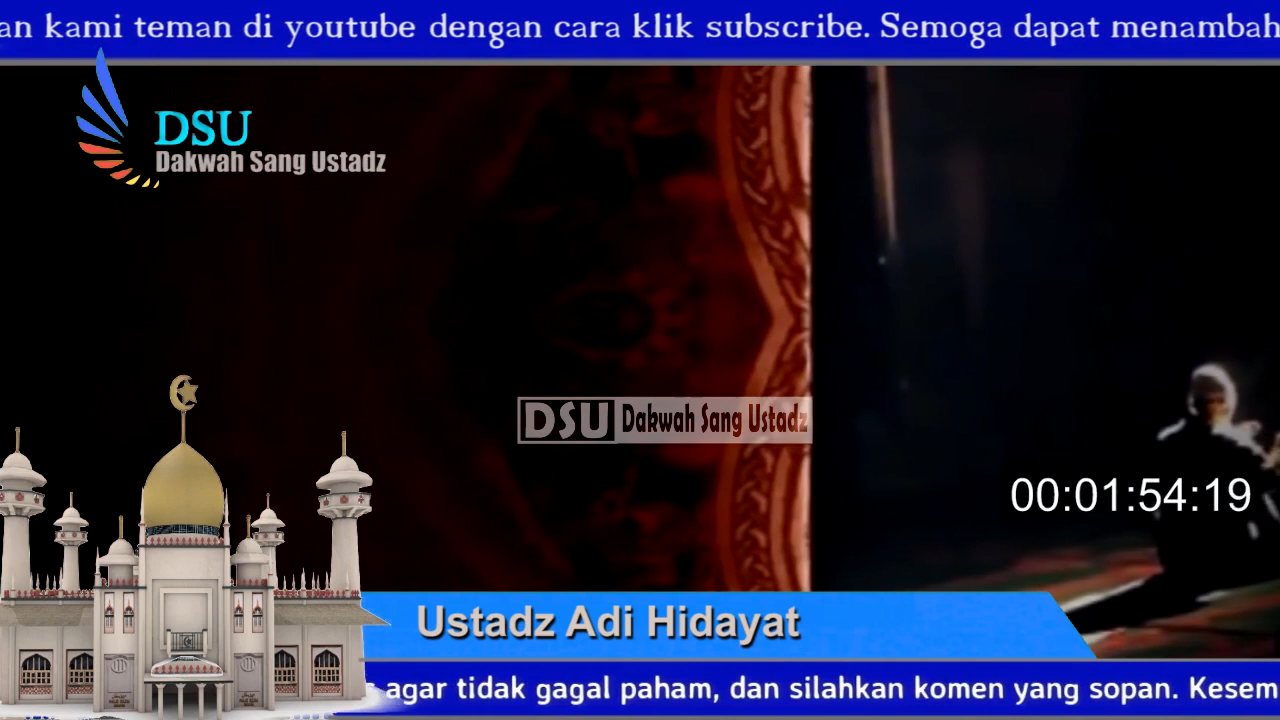 an kami teman di youtube dengan cara klik subscribe. Semoga dapat menambah
DSU
Dakwah Sang Ustadz
DSU Dakwah Sang Ustadz
00:01:54:19
Ustadz Adi Hidayat
agar tidak gagal paham, dan silahkan komen yang sopan. Kesem